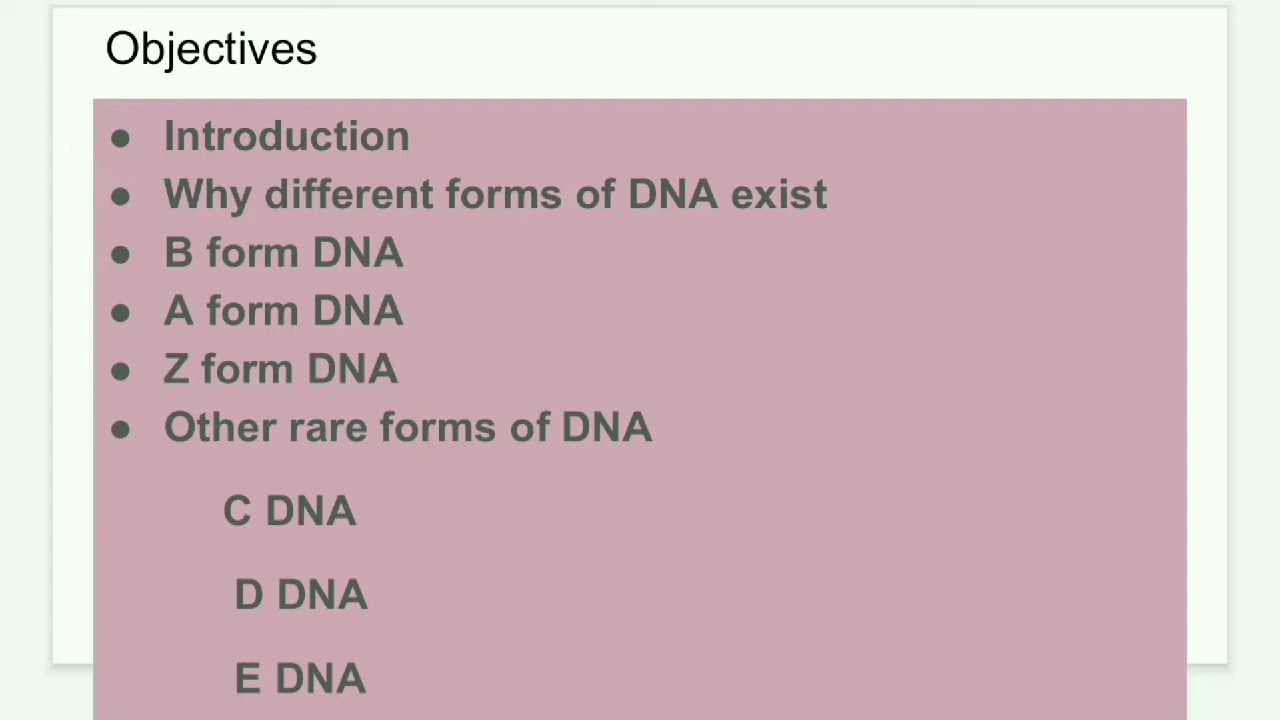 Objectives
● Introduction
● Why different forms of DNA exist
● B form DNA
● A form DNA
● Z form DNA
● Other rare forms of DNA
C DNA
D DNA
E DNA